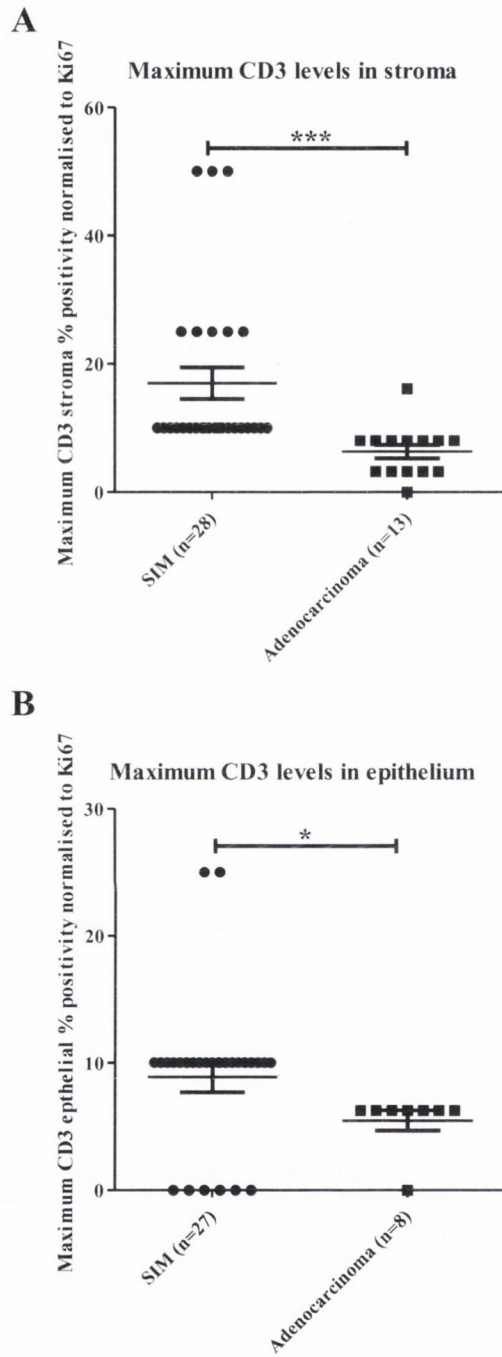 A
Maximum CD3 levels in stroma
Maximum CD3 stroma % positivity normalised to Ki67
60
40
20
0
***
SIM (n=28)
Adenocarcinoma (n=13)
B
Maximum CD3 levels in epithelium
Maximum CD3 epthelial % positivity normalised to Ki67
30
20
10
0
*
SIM (n=27)
Adenocarcinoma (n=8)